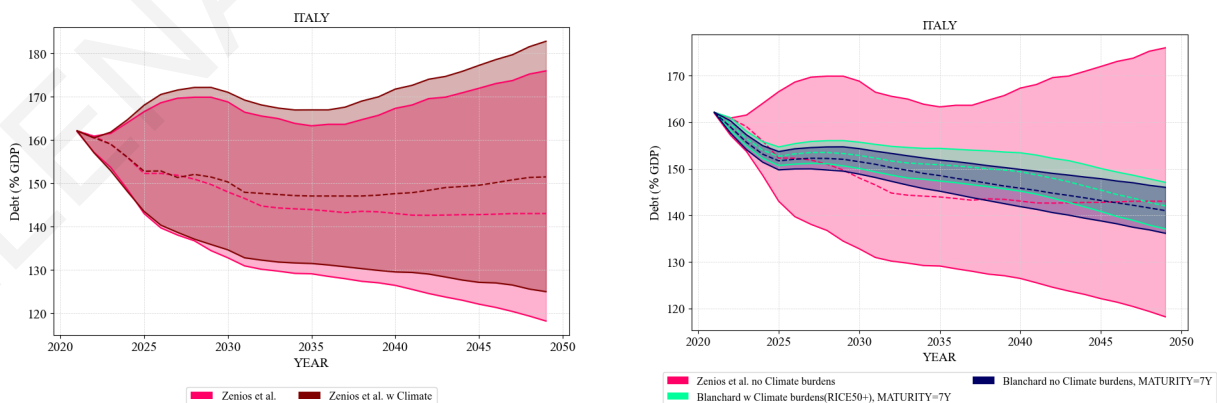 ITALY
Debt (% GDP)
180
170
160
150
140
130
120
2020
2025
2030
2035
2040
2045
2050
YEAR
Zenios et al.
Zenios et al. w Climate
ITALY
Debt (% GDP)
170
160
150
140
130
120
2020
2025
2030
2035
2040
2045
2050
YEAR
Zenios et al. no Climate burdens
Blanchard no Climate burdens, MATURITY=7Y
Blanchard w Climate burdens(RICE50+), MATURITY=7Y
LENA